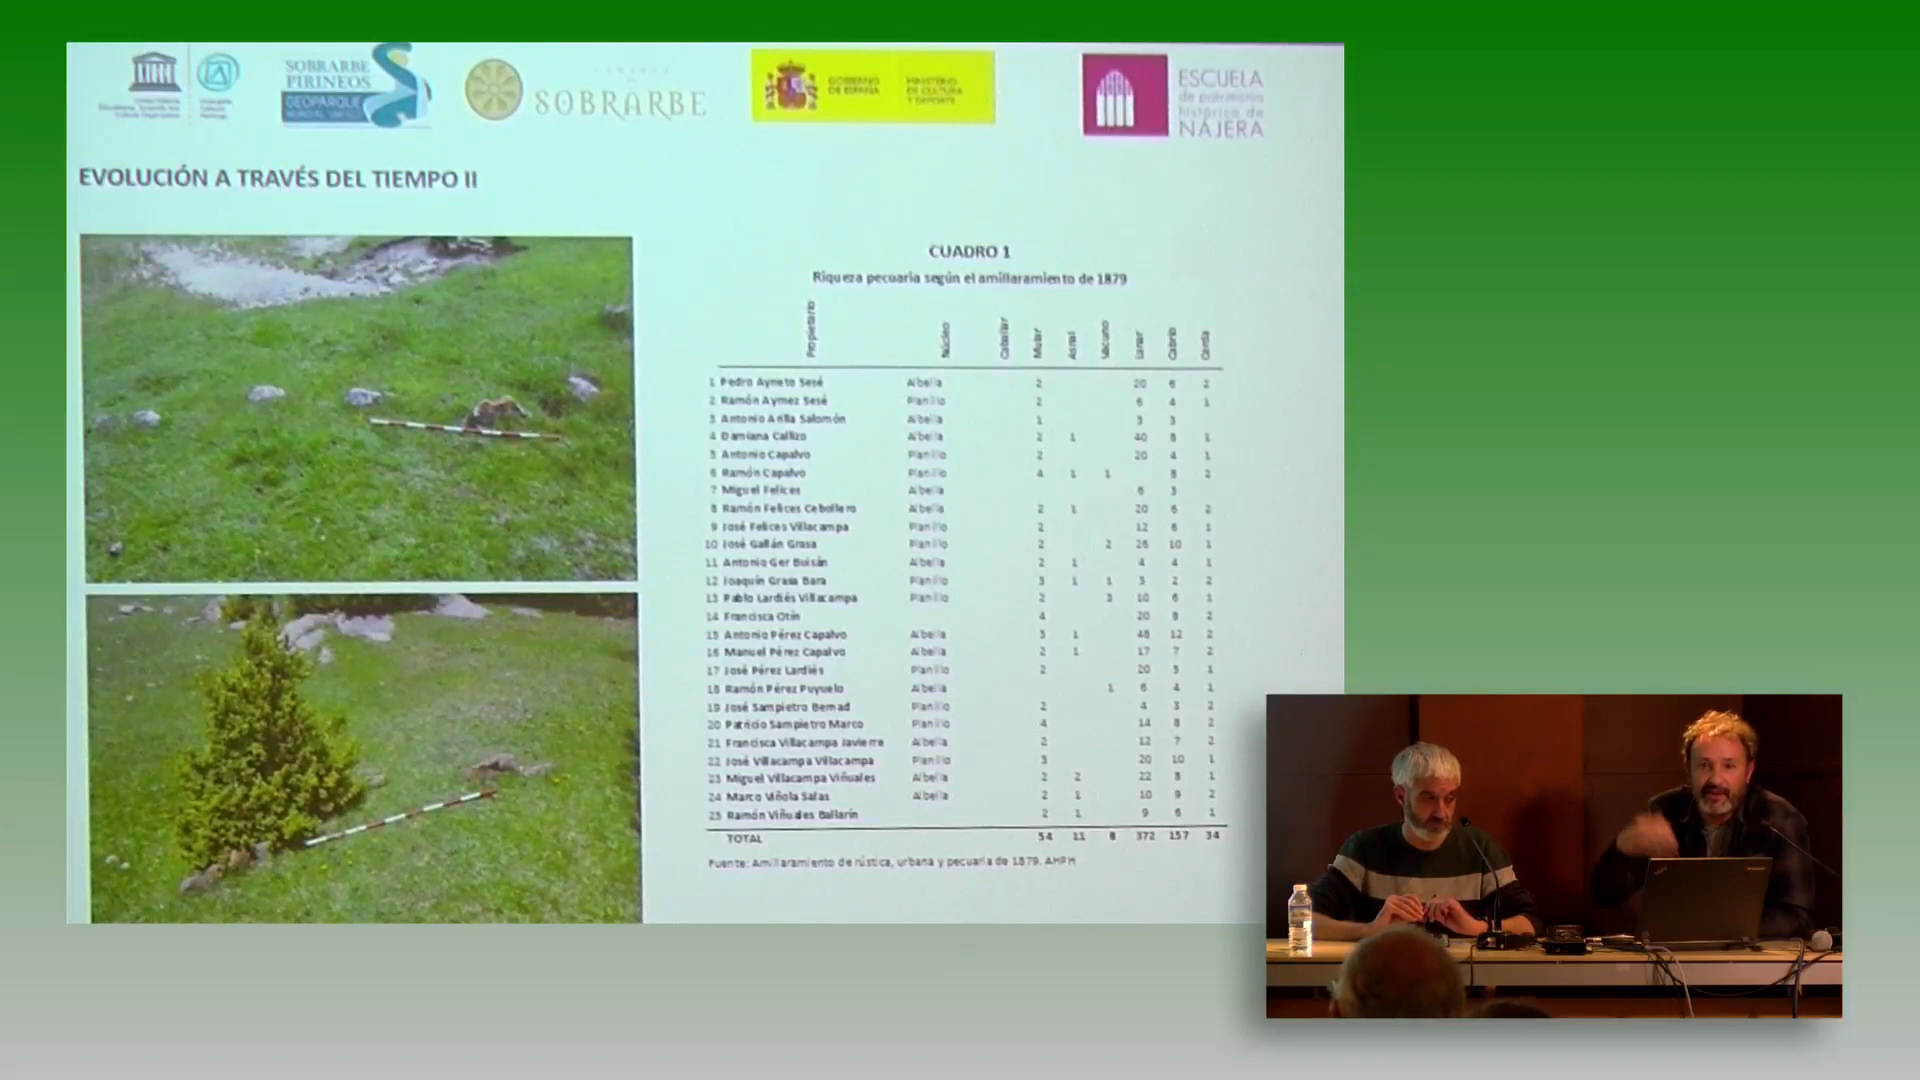 SOBRARBE
PIRINEOS
GEOPARQUE
MUNDIAL UNESCO
SOBRARBE
GOBIERNO
DE ESPAÑA
MINISTERIO
DE CULTURA
Y DEPORTE
ESCUELA
de patrimonio
histórico de
NÁJERA
EVOLUCIÓN A TRAVÉS DEL TIEMPO II
CUADRO 1
Riqueza pecuaria según el amillaramiento de 1879
Propietario Núcleo Caballar Mular Asnal Vacuno Lanar Cabrío Cerda
1 Pedro Ayneto Sesé Albella 2 20 6 2
2 Ramón Aymez Sesé Planillo 2 6 4 1
3 Antonio Arilla Salomón Albella 1 3 3
4 Damiana Callizo Albella 2 1 40 8 1
5 Antonio Capalvo Planillo 2 20 4 1
6 Ramón Capalvo Planillo 4 1 1 8 2
7 Miguel Felices Albella 6 3
8 Ramón Felices Cebollero Albella 2 1 20 6 2
9 José Felices Villacampa Planillo 2 12 6 1
10 José Gallán Grasa Planillo 2 2 26 10 1
11 Antonio Ger Buisán Albella 2 1 4 4 1
12 Joaquín Grasa Bara Planillo 3 1 1 3 2 2
13 Pablo Lardiés Villacampa Planillo 2 3 10 6 1
14 Francisca Otín 4 20 8 2
15 Antonio Pérez Capalvo Albella 3 1 48 12 2
16 Manuel Pérez Capalvo Albella 2 1 17 7 2
17 José Pérez Lardiés Planillo 2 20 5 1
18 Ramón Pérez Puyuelo Albella 1 6 4 1
19 José Sampietro Bernad Planillo 2 4 3 2
20 Patricio Sampietro Marco Planillo 4 14 8 2
21 Francisca Villacampa Javierre Albella 2 12 7 2
22 José Villacampa Villacampa Planillo 3 20 10 1
23 Miguel Villacampa Viñuales Albella 2 2 22 8 1
24 Marco Viñola Salas Albella 2 1 10 9 2
25 Ramón Viñuales Ballarín 2 1 9 6 1
TOTAL 54 11 8 372 157 34
Fuente: Amillaramiento de rústica, urbana y pecuaria de 1879. AHPH